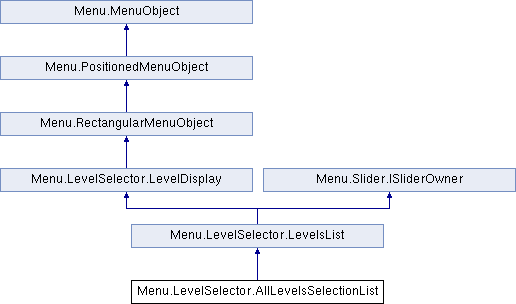 Menu.MenuObject
Menu.PositionedMenuObject
Menu.RectangularMenuObject
Menu.LevelSelector.LevelDisplay
Menu.Slider.ISliderOwner
Menu.LevelSelector.LevelsList
Menu.LevelSelector.AllLevelsSelectionList